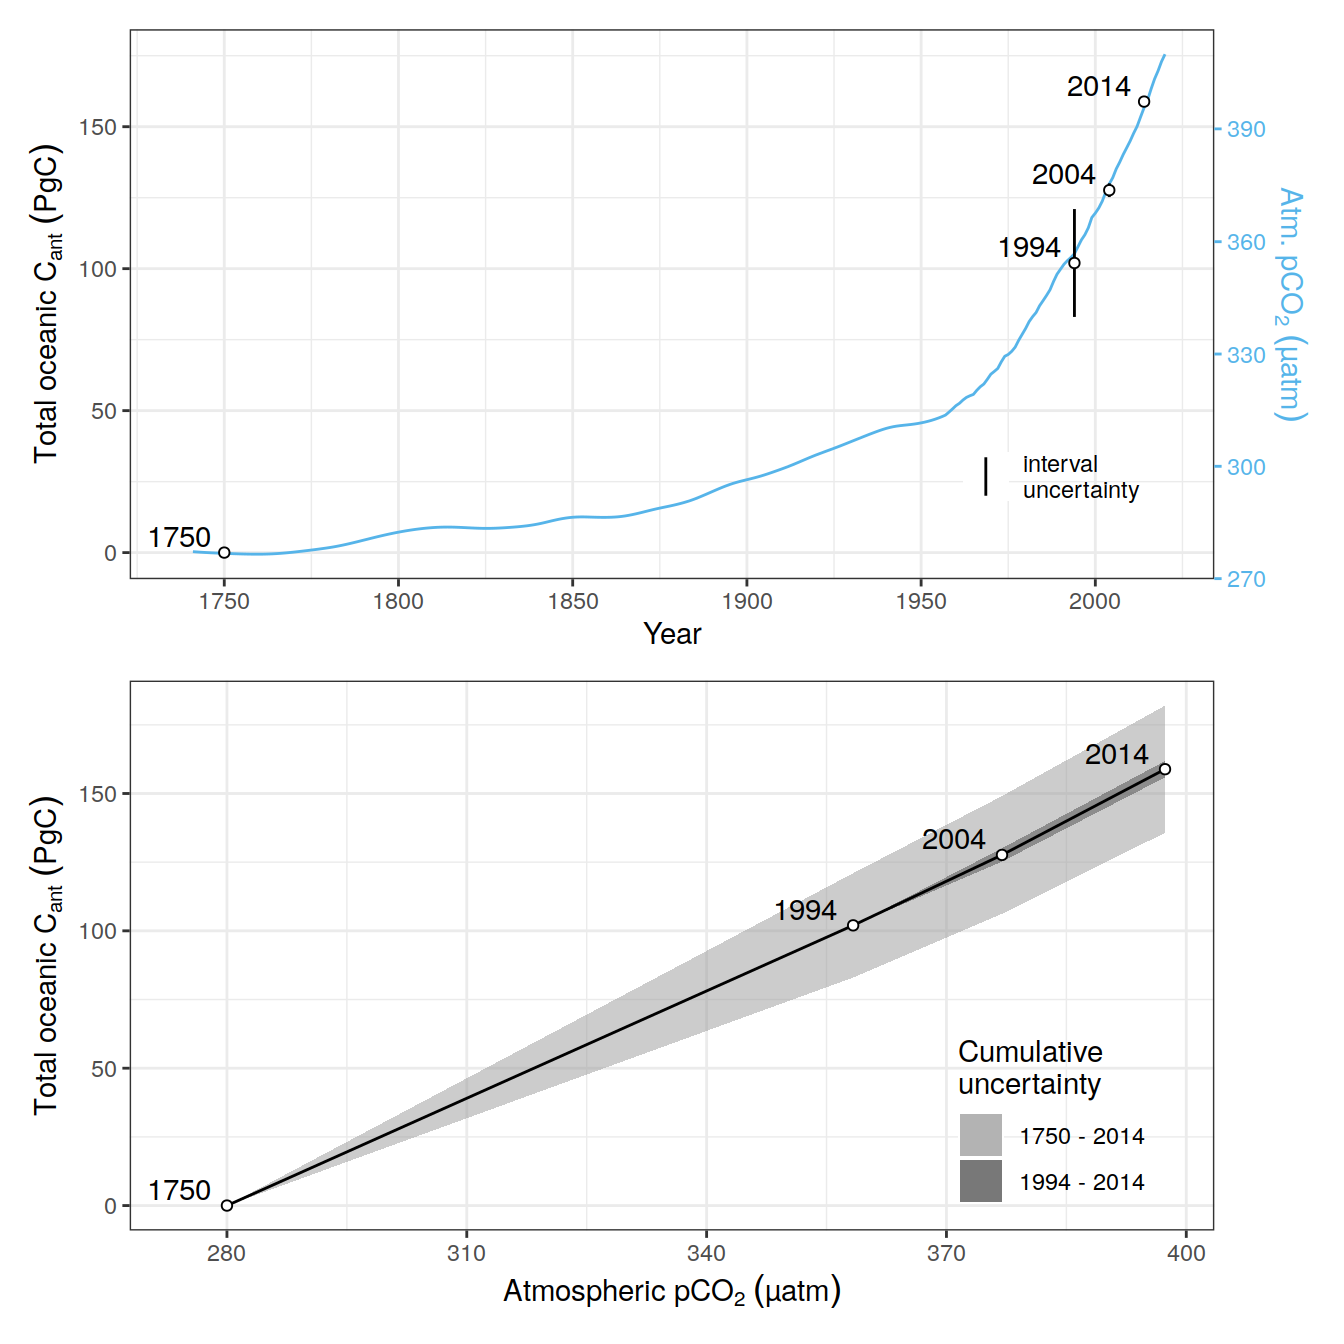 Total oceanic Cant (PgC)
150
100
50
0
2014
2004
1994
1750
interval
uncertainty
390
360
330
300
270
Atm. pCO2 (µatm)
1750 1800 1850 1900 1950 2000
Year
Total oceanic Cant (PgC)
150
100
50
0
2014
2004
1994
1750
Cumulative
uncertainty
1750 - 2014
1994 - 2014
280 310 340 370 400
Atmospheric pCO2 (µatm)